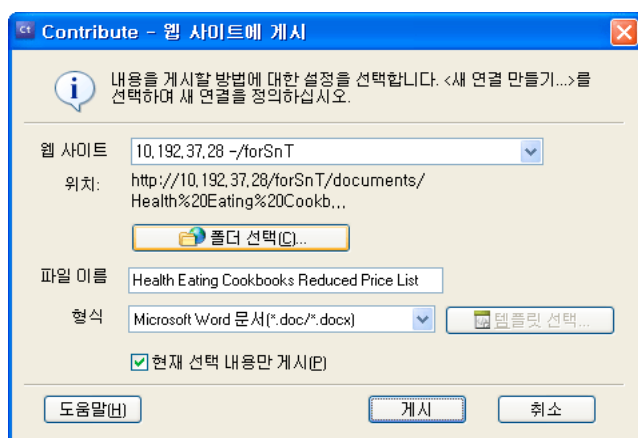 Ct Contribute - 웹 사이트에 게시
내용을 게시할 방법에 대한 설정을 선택합니다. <새 연결 만들기...>를
선택하여 새 연결을 정의하십시오.
웹 사이트 10,192,37,28 -/forSnT
위치: http://10,192,37,28/forSnT/documents/
Health%20Eating%20Cookb...
폴더 선택(C)...
파일 이름 Health Eating Cookbooks Reduced Price List
형식 Microsoft Word 문서(*.doc/*.docx) 템플릿 선택...
현재 선택 내용만 게시(P)
도움말(H) 게시 취소